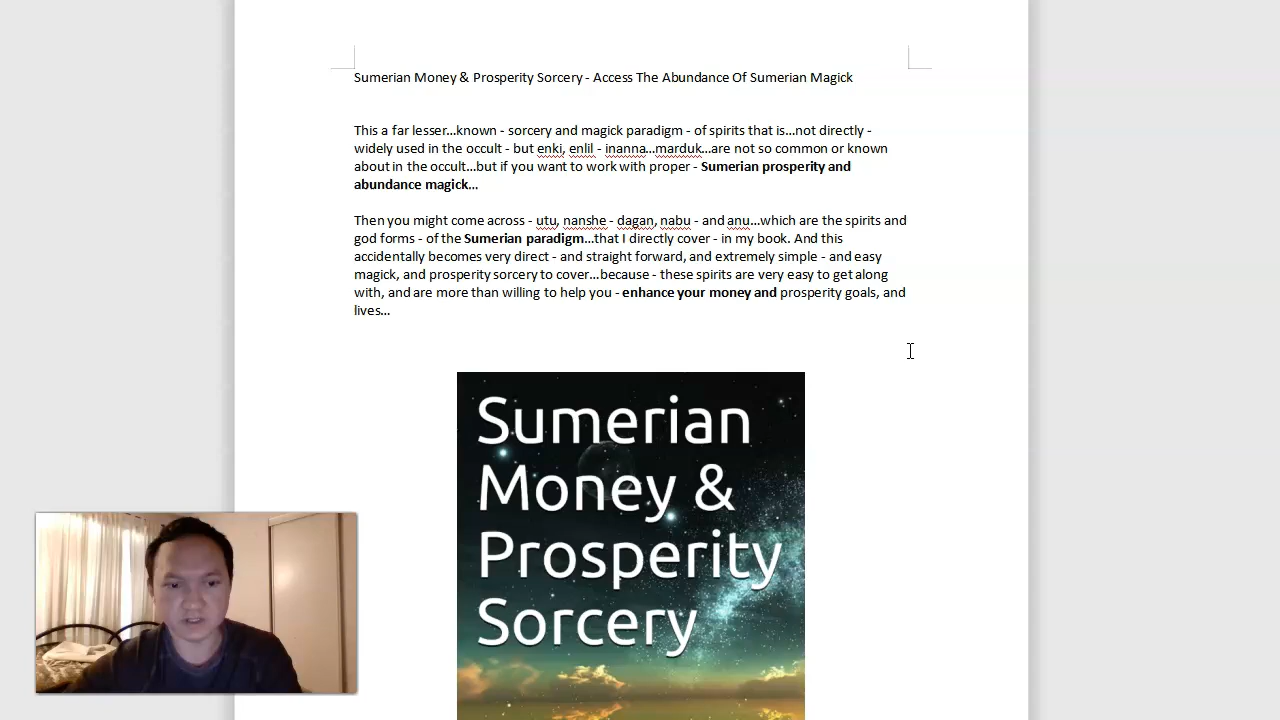 Sumerian Money & Prosperity Sorcery - Access The Abundance Of Sumerian Magick
This a far lesser...known - sorcery and magick paradigm - of spirits that is...not directly -
widely used in the occult - but enki, enlil - inanna...marduk...are not so common or known
about in the occult...but if you want to work with proper - Sumerian prosperity and
abundance magick...
Then you might come across - utu, nanshe - dagan, nabu - and anu...which are the spirits and
god forms - of the Sumerian paradigm...that I directly cover - in my book. And this
accidentally becomes very direct - and straight forward, and extremely simple - and easy
magick, and prosperity sorcery to cover...because - these spirits are very easy to get along
with, and are more than willing to help you - enhance your money and prosperity goals, and
lives...
Sumerian
Money &
Prosperity
Sorcery